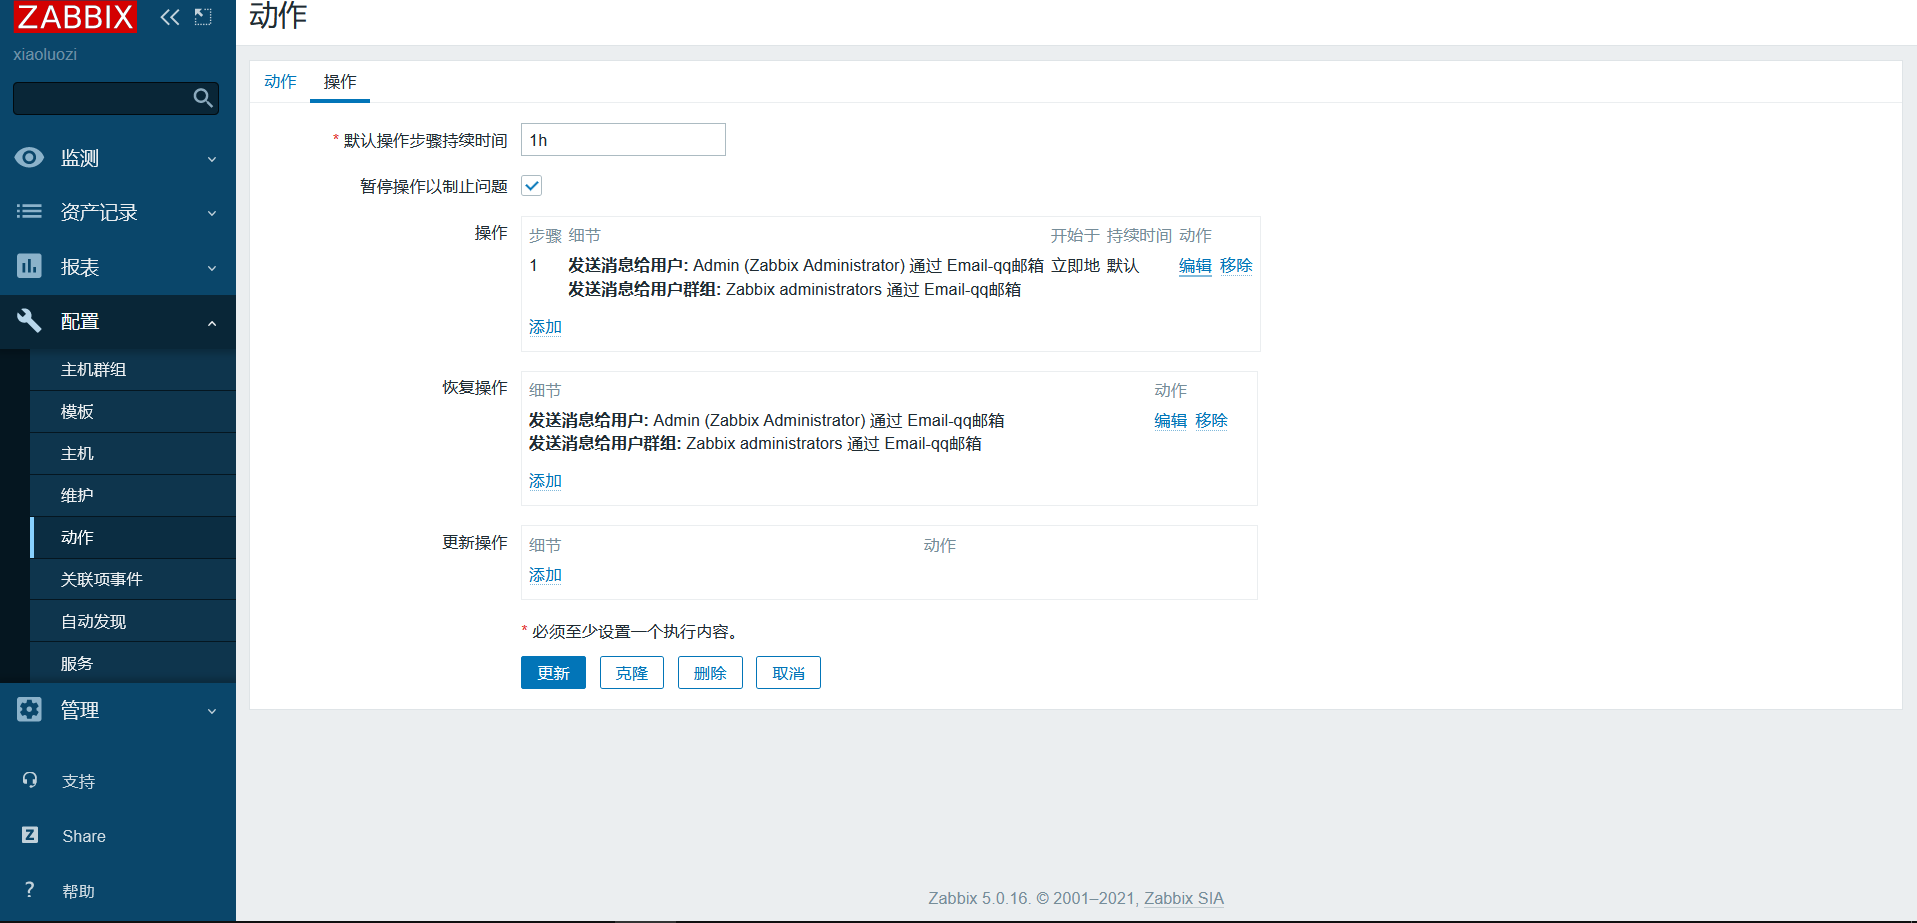 ZABBIX
xiaoluozi
监测
资产记录
报表
配置
主机群组
模板
主机
维护
动作
关联项事件
自动发现
服务
管理
支持
Share
帮助
动作
动作 操作
* 默认操作步骤持续时间 1h
暂停操作以制止问题
操作
步骤 细节 开始于 持续时间 动作
1 发送消息给用户: Admin (Zabbix Administrator) 通过 Email-qq邮箱 立即地 默认 编辑 移除
发送消息给用户群组: Zabbix administrators 通过 Email-qq邮箱
添加
恢复操作
细节 动作
发送消息给用户: Admin (Zabbix Administrator) 通过 Email-qq邮箱 编辑 移除
发送消息给用户群组: Zabbix administrators 通过 Email-qq邮箱
添加
更新操作
细节 动作
添加
* 必须至少设置一个执行内容。
更新 克隆 删除 取消
Zabbix 5.0.16. © 2001–2021, Zabbix SIA